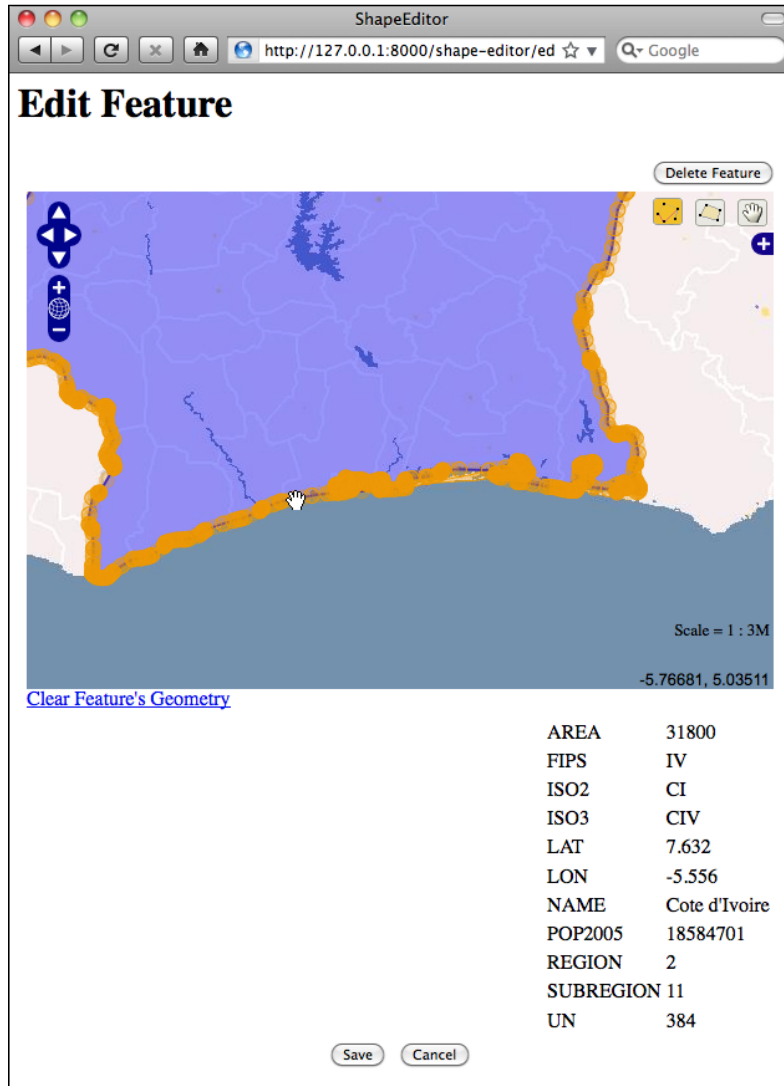 ShapeEditor
http://127.0.0.1:8000/shape-editor/ed
Google
Edit Feature
Delete Feature
Scale = 1 : 3M
-5.76681, 5.03511
Clear Feature's Geometry
AREA 31800
FIPS IV
ISO2 CI
ISO3 CIV
LAT 7.632
LON -5.556
NAME Cote d'Ivoire
POP2005 18584701
REGION 2
SUBREGION 11
UN 384
Save Cancel